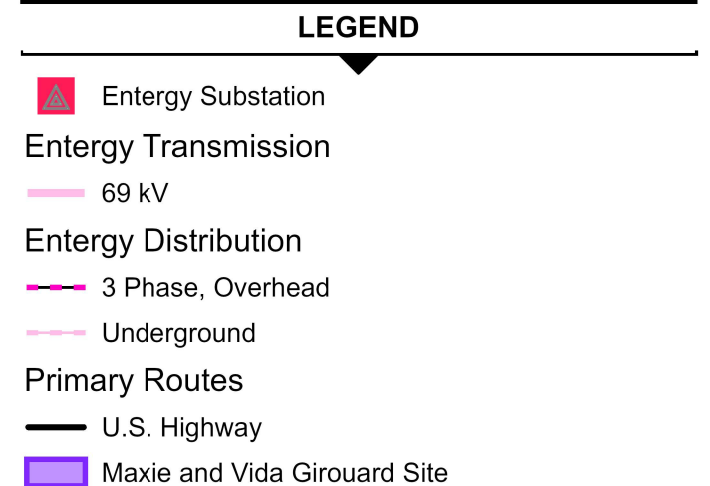 LEGEND
Entergy Substation
Entergy Transmission
69 kV
Entergy Distribution
3 Phase, Overhead
Underground
Primary Routes
U.S. Highway
Maxie and Vida Girouard Site